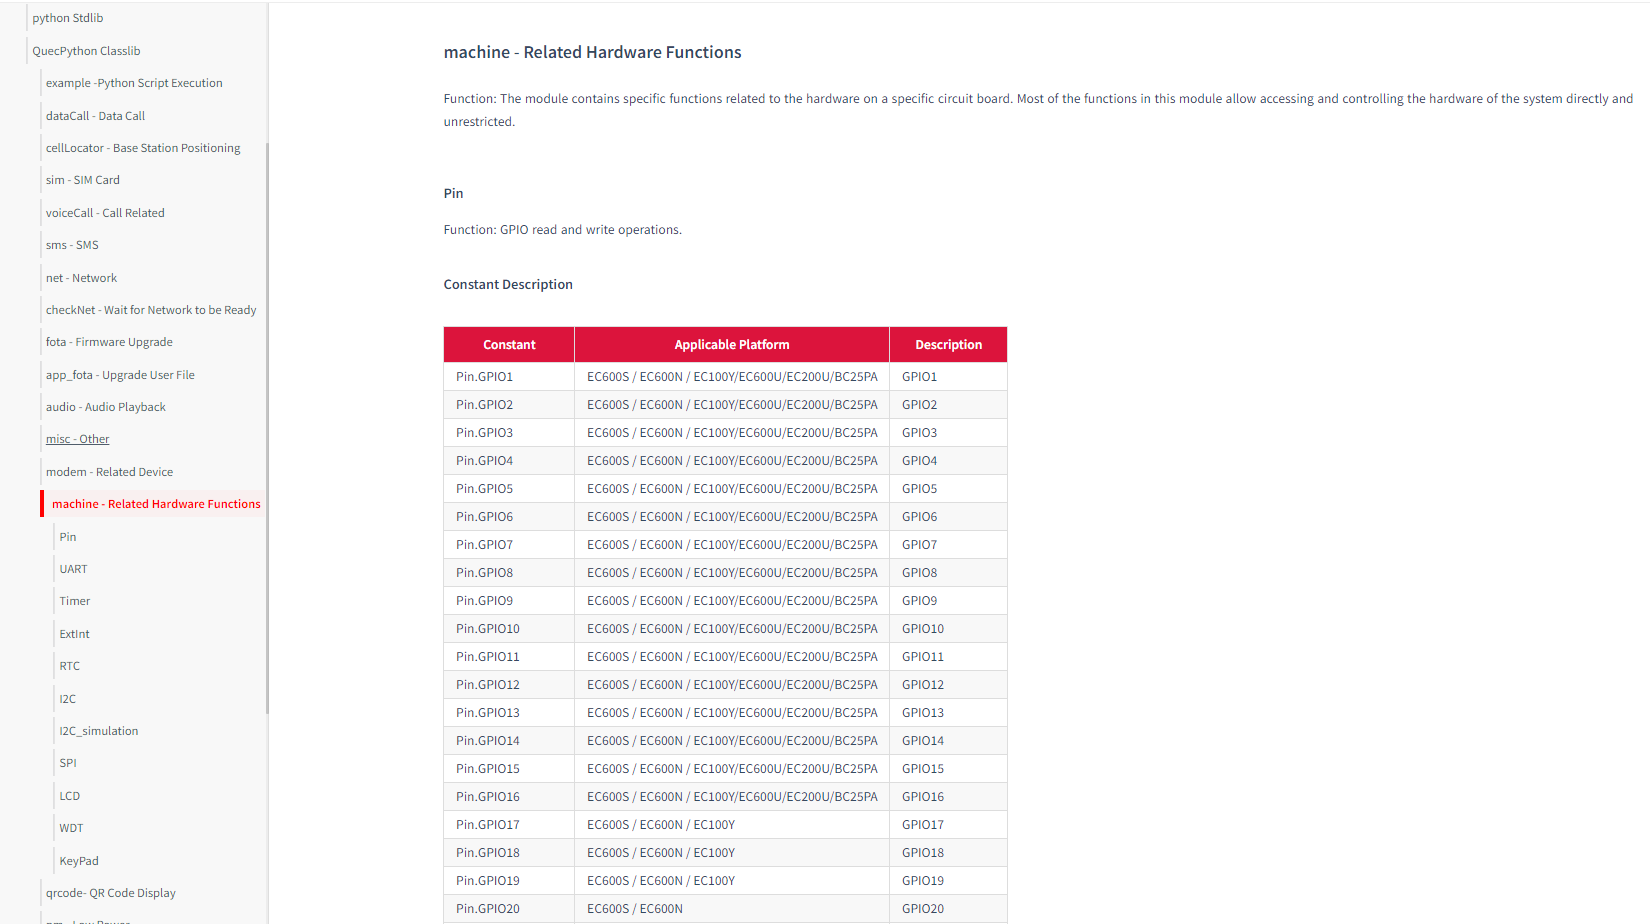 python Stdlib
QuecPython Classlib
example -Python Script Execution
dataCall - Data Call
cellLocator - Base Station Positioning
sim - SIM Card
voiceCall - Call Related
sms - SMS
net - Network
checkNet - Wait for Network to be Ready
fota - Firmware Upgrade
app_fota - Upgrade User File
audio - Audio Playback
misc - Other
modem - Related Device
machine - Related Hardware Functions
Pin
UART
Timer
ExtInt
RTC
I2C
I2C_simulation
SPI
LCD
WDT
KeyPad
qrcode- QR Code Display
machine - Related Hardware Functions
Function: The module contains specific functions related to the hardware on a specific circuit board. Most of the functions in this module allow accessing and controlling the hardware of the system directly and
unrestricted.
Pin
Function: GPIO read and write operations.
Constant Description
Constant Applicable Platform Description
Pin.GPIO1 EC600S / EC600N / EC100Y/EC600U/EC200U/BC25PA GPIO1
Pin.GPIO2 EC600S / EC600N / EC100Y/EC600U/EC200U/BC25PA GPIO2
Pin.GPIO3 EC600S / EC600N / EC100Y/EC600U/EC200U/BC25PA GPIO3
Pin.GPIO4 EC600S / EC600N / EC100Y/EC600U/EC200U/BC25PA GPIO4
Pin.GPIO5 EC600S / EC600N / EC100Y/EC600U/EC200U/BC25PA GPIO5
Pin.GPIO6 EC600S / EC600N / EC100Y/EC600U/EC200U/BC25PA GPIO6
Pin.GPIO7 EC600S / EC600N / EC100Y/EC600U/EC200U/BC25PA GPIO7
Pin.GPIO8 EC600S / EC600N / EC100Y/EC600U/EC200U/BC25PA GPIO8
Pin.GPIO9 EC600S / EC600N / EC100Y/EC600U/EC200U/BC25PA GPIO9
Pin.GPIO10 EC600S / EC600N / EC100Y/EC600U/EC200U/BC25PA GPIO10
Pin.GPIO11 EC600S / EC600N / EC100Y/EC600U/EC200U/BC25PA GPIO11
Pin.GPIO12 EC600S / EC600N / EC100Y/EC600U/EC200U/BC25PA GPIO12
Pin.GPIO13 EC600S / EC600N / EC100Y/EC600U/EC200U/BC25PA GPIO13
Pin.GPIO14 EC600S / EC600N / EC100Y/EC600U/EC200U/BC25PA GPIO14
Pin.GPIO15 EC600S / EC600N / EC100Y/EC600U/EC200U/BC25PA GPIO15
Pin.GPIO16 EC600S / EC600N / EC100Y/EC600U/EC200U/BC25PA GPIO16
Pin.GPIO17 EC600S / EC600N / EC100Y GPIO17
Pin.GPIO18 EC600S / EC600N / EC100Y GPIO18
Pin.GPIO19 EC600S / EC600N / EC100Y GPIO19
Pin.GPIO20 EC600S / EC600N GPIO20